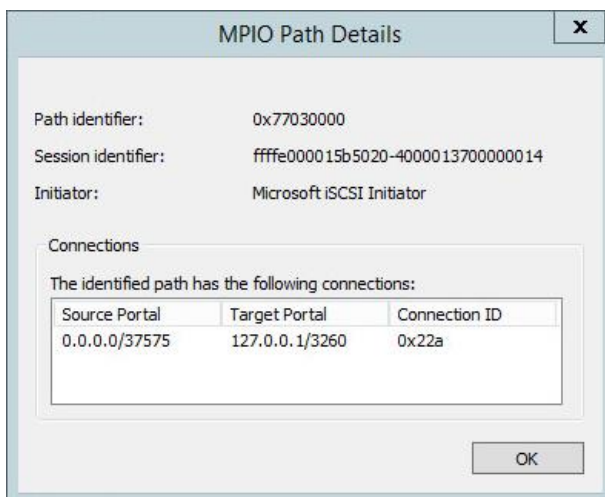 MPIO Path Details
x
Path identifier: 0x77030000
Session identifier: ffffe000015b5020-4000013700000014
Initiator: Microsoft iSCSI Initiator
Connections
The identified path has the following connections:
Source Portal Target Portal Connection ID
0.0.0.0/37575 127.0.0.1/3260 0x22a
OK